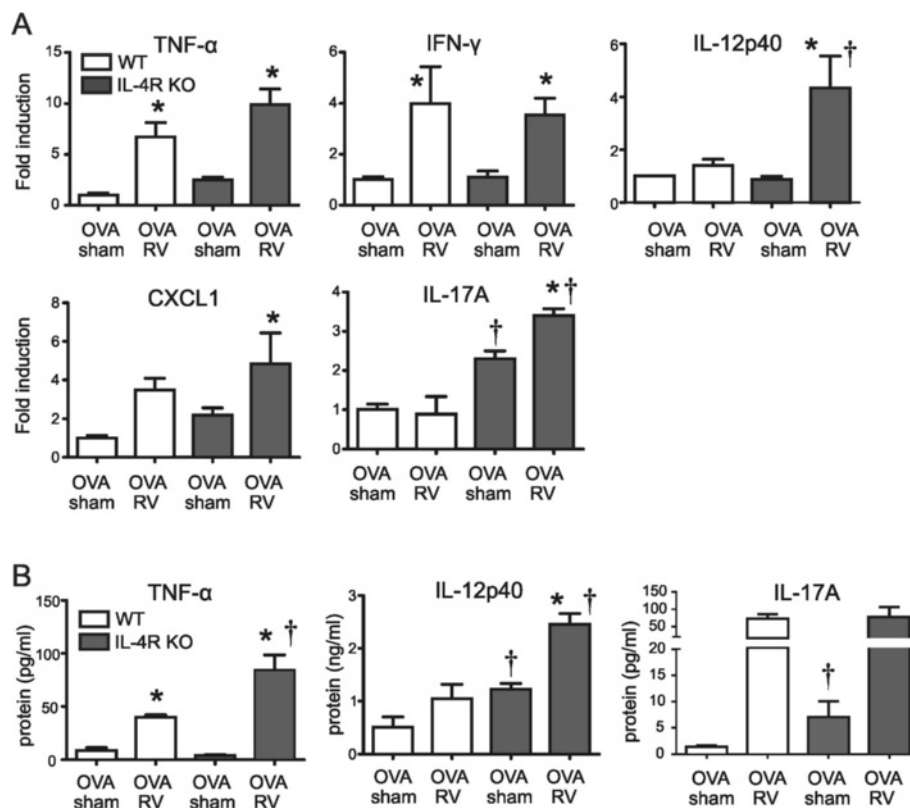 A
TNF-α
WT
IL-4R KO
Fold induction
15
10
5
0
*
*
OVA sham
OVA RV
OVA sham
OVA RV
IFN-γ
6
4
2
0
*
*
OVA sham
OVA RV
OVA sham
OVA RV
IL-12p40
6
4
2
0
* †
OVA sham
OVA RV
OVA sham
OVA RV
CXCL1
Fold induction
8
6
4
2
0
*
OVA sham
OVA RV
OVA sham
OVA RV
IL-17A
4
3
2
1
0
†
* †
OVA sham
OVA RV
OVA sham
OVA RV
B
TNF-α
WT
IL-4R KO
protein (pg/ml)
150
100
50
0
*
* †
OVA sham
OVA RV
OVA sham
OVA RV
IL-12p40
protein (ng/ml)
3
2
1
0
†
* †
OVA sham
OVA RV
OVA sham
OVA RV
IL-17A
protein (pg/ml)
150
100
50
20
15
10
5
0
†
OVA sham
OVA RV
OVA sham
OVA RV